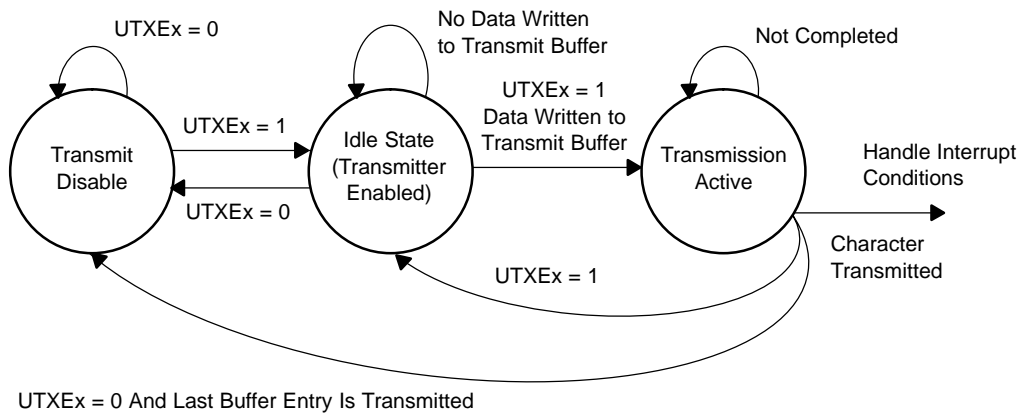 UTXEx = 0
No Data Written
to Transmit Buffer
Not Completed
UTXEx = 1
UTXEx = 1
Data Written to
Transmit Buffer
Transmit
Disable
Idle State
(Transmitter
Enabled)
Transmission
Active
Handle Interrupt
Conditions
UTXEx = 0
Character
Transmitted
UTXEx = 1
UTXEx = 0 And Last Buffer Entry Is Transmitted